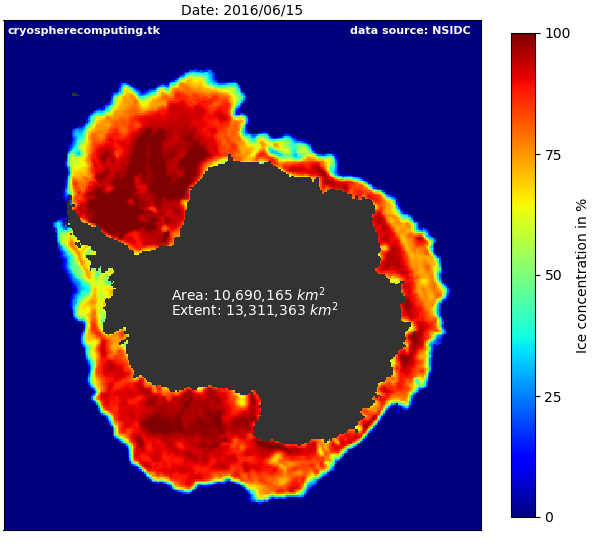 Date: 2016/06/15
cryospherecomputing.tk
data source: NSIDC
Area: 10,690,165 km²
Extent: 13,311,363 km²
100
75
50
25
0
Ice concentration in %